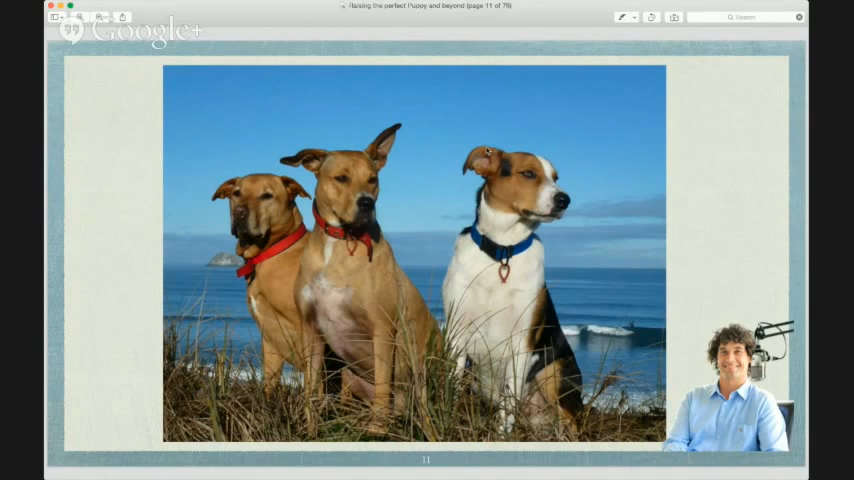 Raising the perfect Puppy and beyond (page 11 of 76)
Search
Google+
11